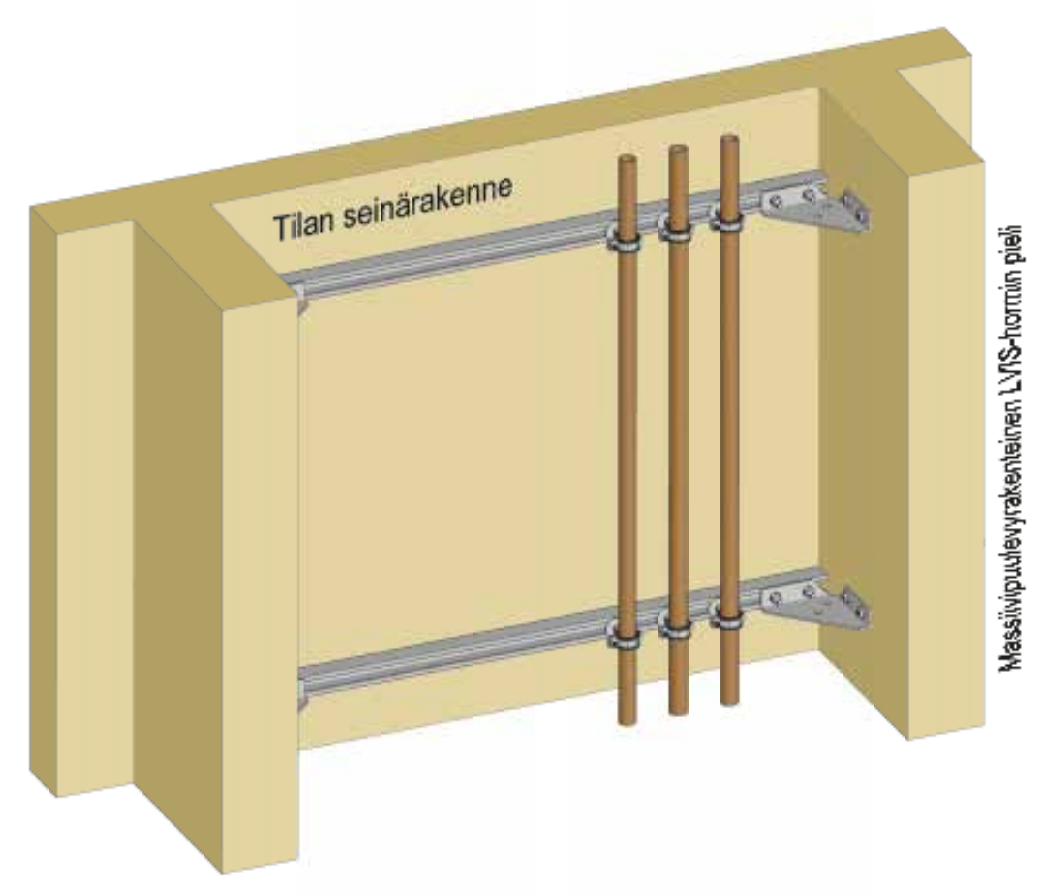 Tilan seinärakenne
Massiivipuulevyrakenteinen LVIS-hormin pieli